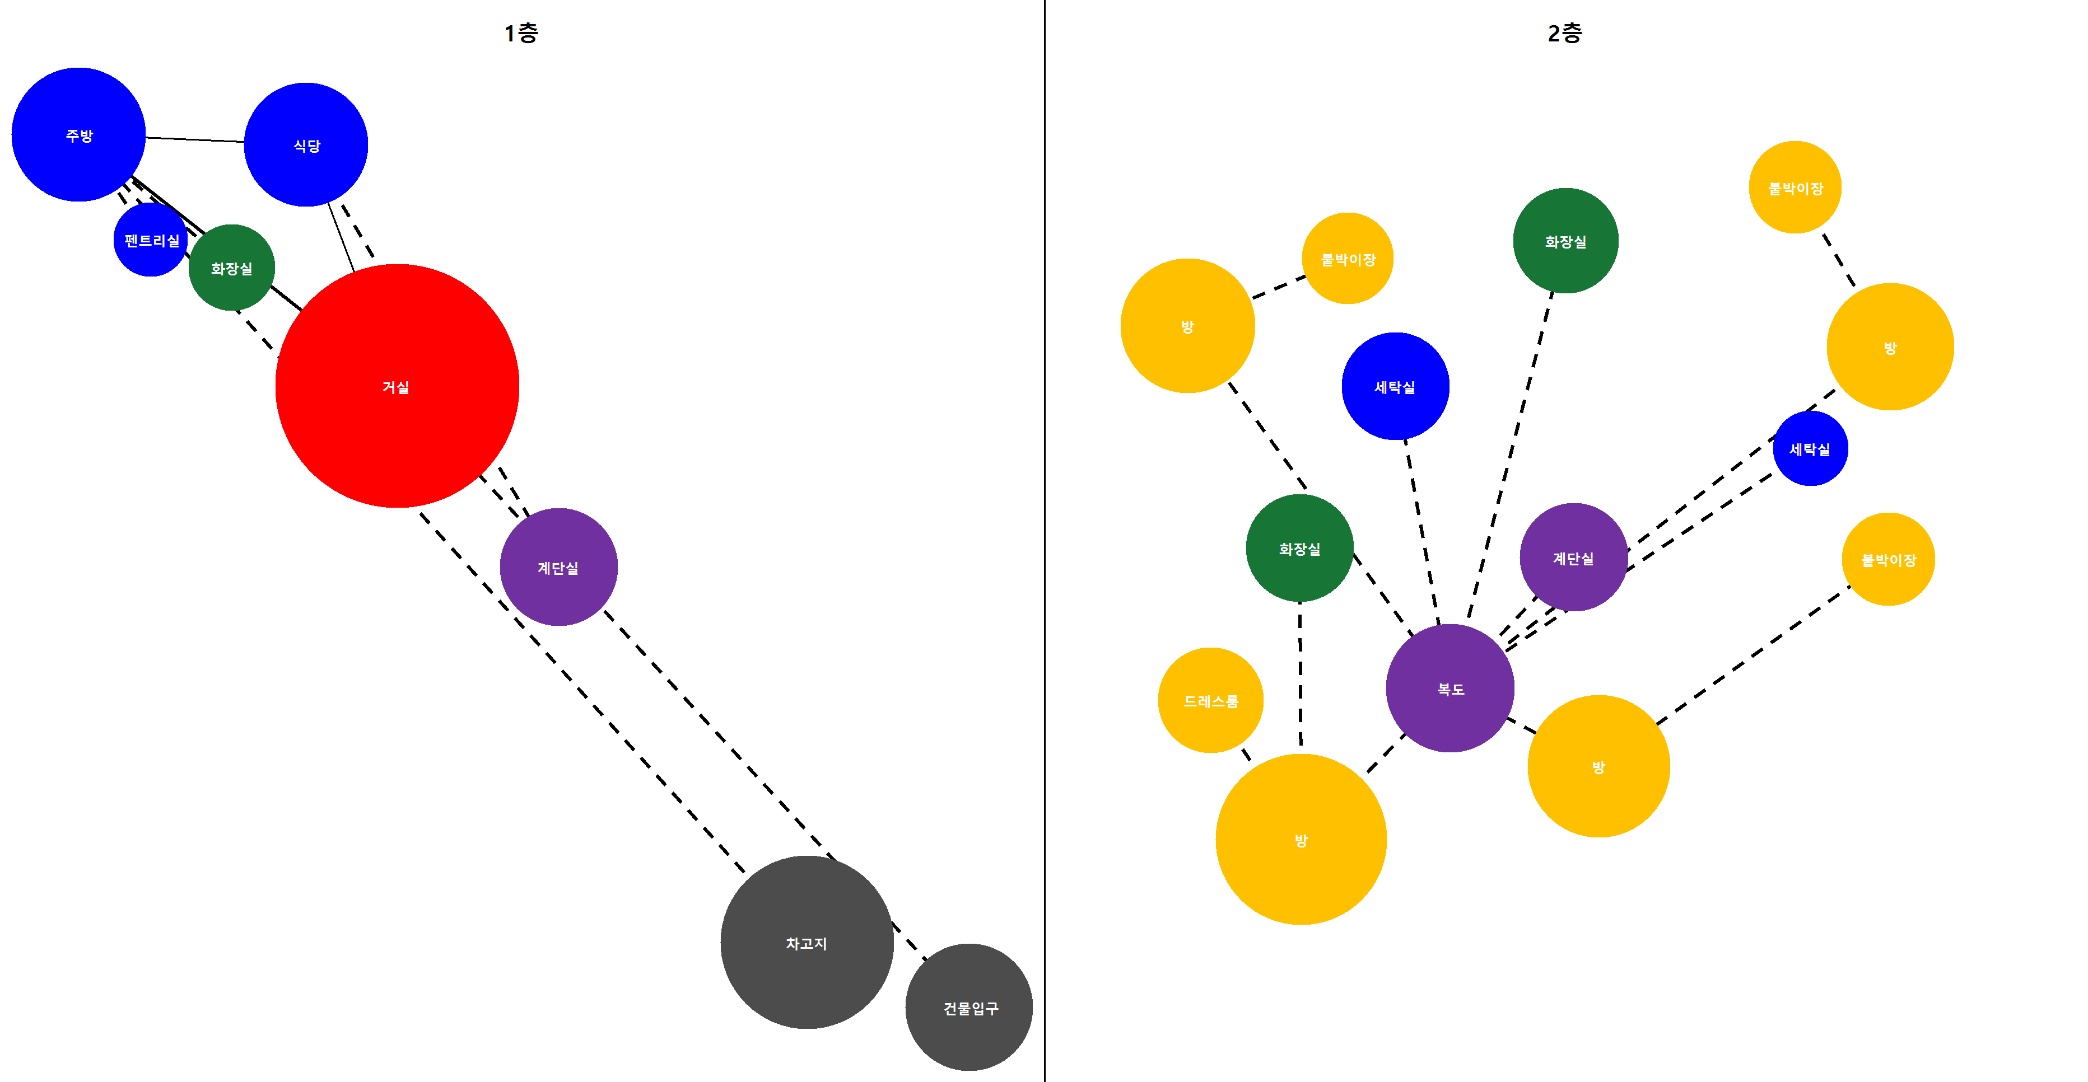 1층
주방
식당
펜트리실
화장실
거실
계단실
차고지
건물입구
2층
붙박이장
화장실
붙박이장
방
방
세탁실
세탁실
화장실
계단실
붙박이장
드레스룸
복도
방
방